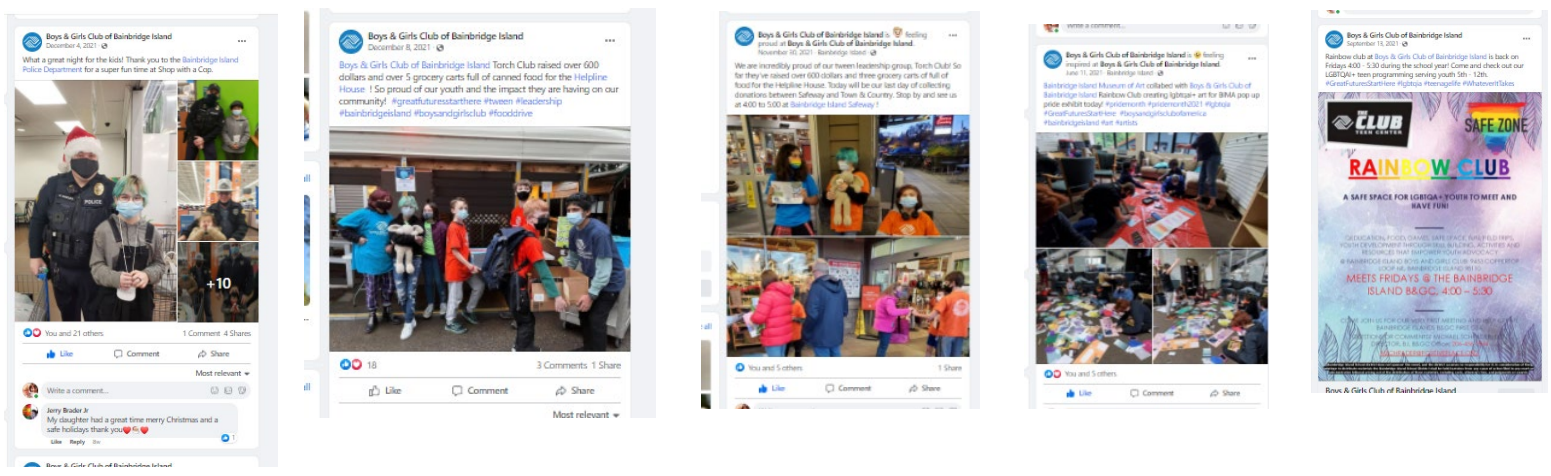 Boys & Girls Club of Bainbridge Island
December 4, 2021
What a great night for the kids! Thank you to the Bainbridge Island
Police Department for a super fun time at Shop with a Cop.
POLICE
+10
You and 21 others
1 Comment 4 Shares
Like Comment Share
Most relevant
Write a comment...
Jerry Brader Jr
My daughter had a great time merry Christmas and a
safe holidays thank you
1
Like Reply
Boys & Girls Club of Bainbridge Island
Boys & Girls Club of Bainbridge Island
December 8, 2021
Boys & Girls Club of Bainbridge Island Torch Club raised over 600
dollars and over 5 grocery carts full of canned food for the Helpline
House ! So proud of our youth and the impact they are having on our
community! #greatfuturesstarthere #tween #leadership
#bainbridgeisland #boysandgirlsclub #fooddrive
18
3 Comments 1 Share
Like Comment Share
Most relevant
all
Boys & Girls Club of Bainbridge Island is feeling
proud at Boys & Girls Club of Bainbridge Island.
November 30, 2021 · Bainbridge Island
We are incredibly proud of our tween leadership group, Torch Club! So
far they've raised over 600 dollars and three grocery carts of full of
food for the Helpline House. Today will be our last day of collecting
donations between Safeway and Town & Country. Stop by and see us
at 4:00 to 5:00 at Bainbridge Island Safeway !
You and 5 others
1 Share
Like Comment Share
Write a comment...
Boys & Girls Club of Bainbridge Island is feeling
inspired at Boys & Girls Club of Bainbridge Island.
June 11, 2021 · Bainbridge Island
Bainbridge Island Museum of Art collabed with Boys & Girls Club of
Bainbridge Island Rainbow Club creating lgbtqa+ art for BIMA pop up
pride exhibit today! #pridemonth #pridemonth2021 #lgbtqia
#GreatFuturesStartHere #boysandgirlsclubofamerica
#bainbridgeisland #art #artists
You and 5 others
Like Comment Share
Boys & Girls Club of Bainbridge Island
September 13, 2021
Rainbow club at Boys & Girls Club of Bainbridge Island is back on
Fridays 4:00 - 5:30 during the school year! Come and check out our
LGBTQAI+ teen programming serving youth 5th - 12th.
#GreatFuturesStartHere #lgbtqia #teenagelife #WhateverItTakes
THE CLUB
TEEN CENTER
SAFE ZONE
RAINBOW CLUB
A SAFE SPACE FOR LGBTQIA+ YOUTH TO MEET AND
HAVE FUN!
MEETS FRIDAYS @ THE BAINBRIDGE
ISLAND B&GC, 4:00 – 5:30
Boys & Girls Club of Bainbridge Island